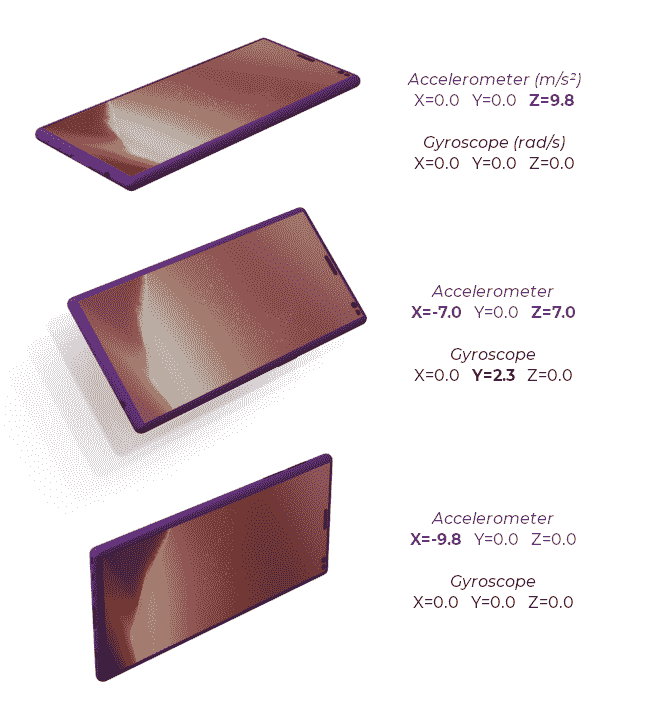 Accelerometer (m/s²)
X=0.0 Y=0.0 Z=9.8
Gyroscope (rad/s)
X=0.0 Y=0.0 Z=0.0
Accelerometer
X=-7.0 Y=0.0 Z=7.0
Gyroscope
X=0.0 Y=2.3 Z=0.0
Accelerometer
X=-9.8 Y=0.0 Z=0.0
Gyroscope
X=0.0 Y=0.0 Z=0.0